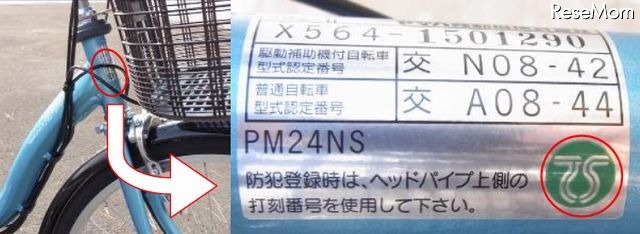 ReseMom
X564-1501290
駆動補助機付自転車
型式認定番号
交 N08-42
普通自転車
型式認定番号
交 A08-44
PM24NS
防犯登録時は、ヘッドパイプ上側の
打刻番号を使用して下さい。